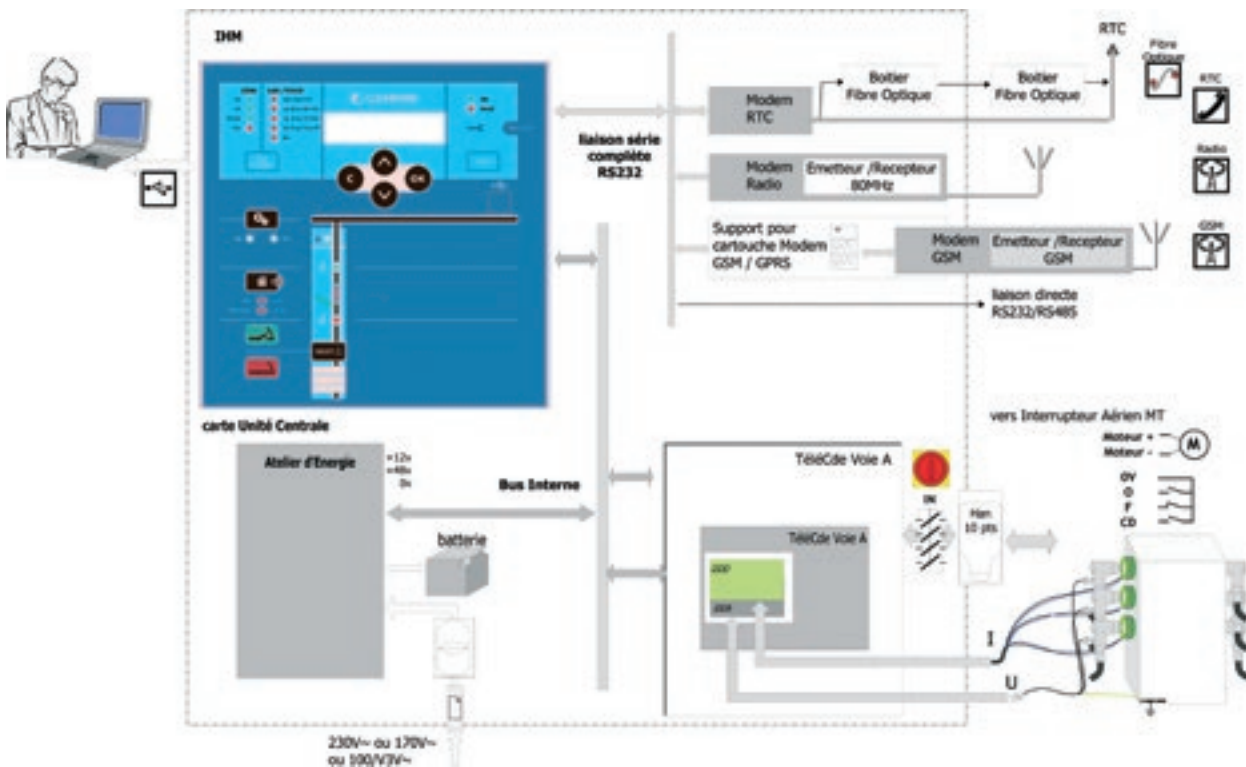 IHM
RTC
Fibre
Optique
RTC
Boitier
Fibre Optique
Boitier
Fibre Optique
Modem
RTC
liaison série
complète
RS232
Radio
Modem
Radio
Emetteur /Recepteur
80MHz
C
OK
GSM
Support pour
cartouche Modem
GSM / GPRS
Modem
GSM
Emetteur /Recepteur
GSM
liaison directe
RS232/RS485
carte Unité Centrale
vers Interrupteur Aérien MT
Moteur +
Moteur -
M
Atelier d'Energie
TéléCde Voie A
Bus Interne
IN
OV
O
F
CD
Han
10 pts
batterie
TéléCde Voie A
I
U
230V~ ou 170V~
ou 100/V3V~